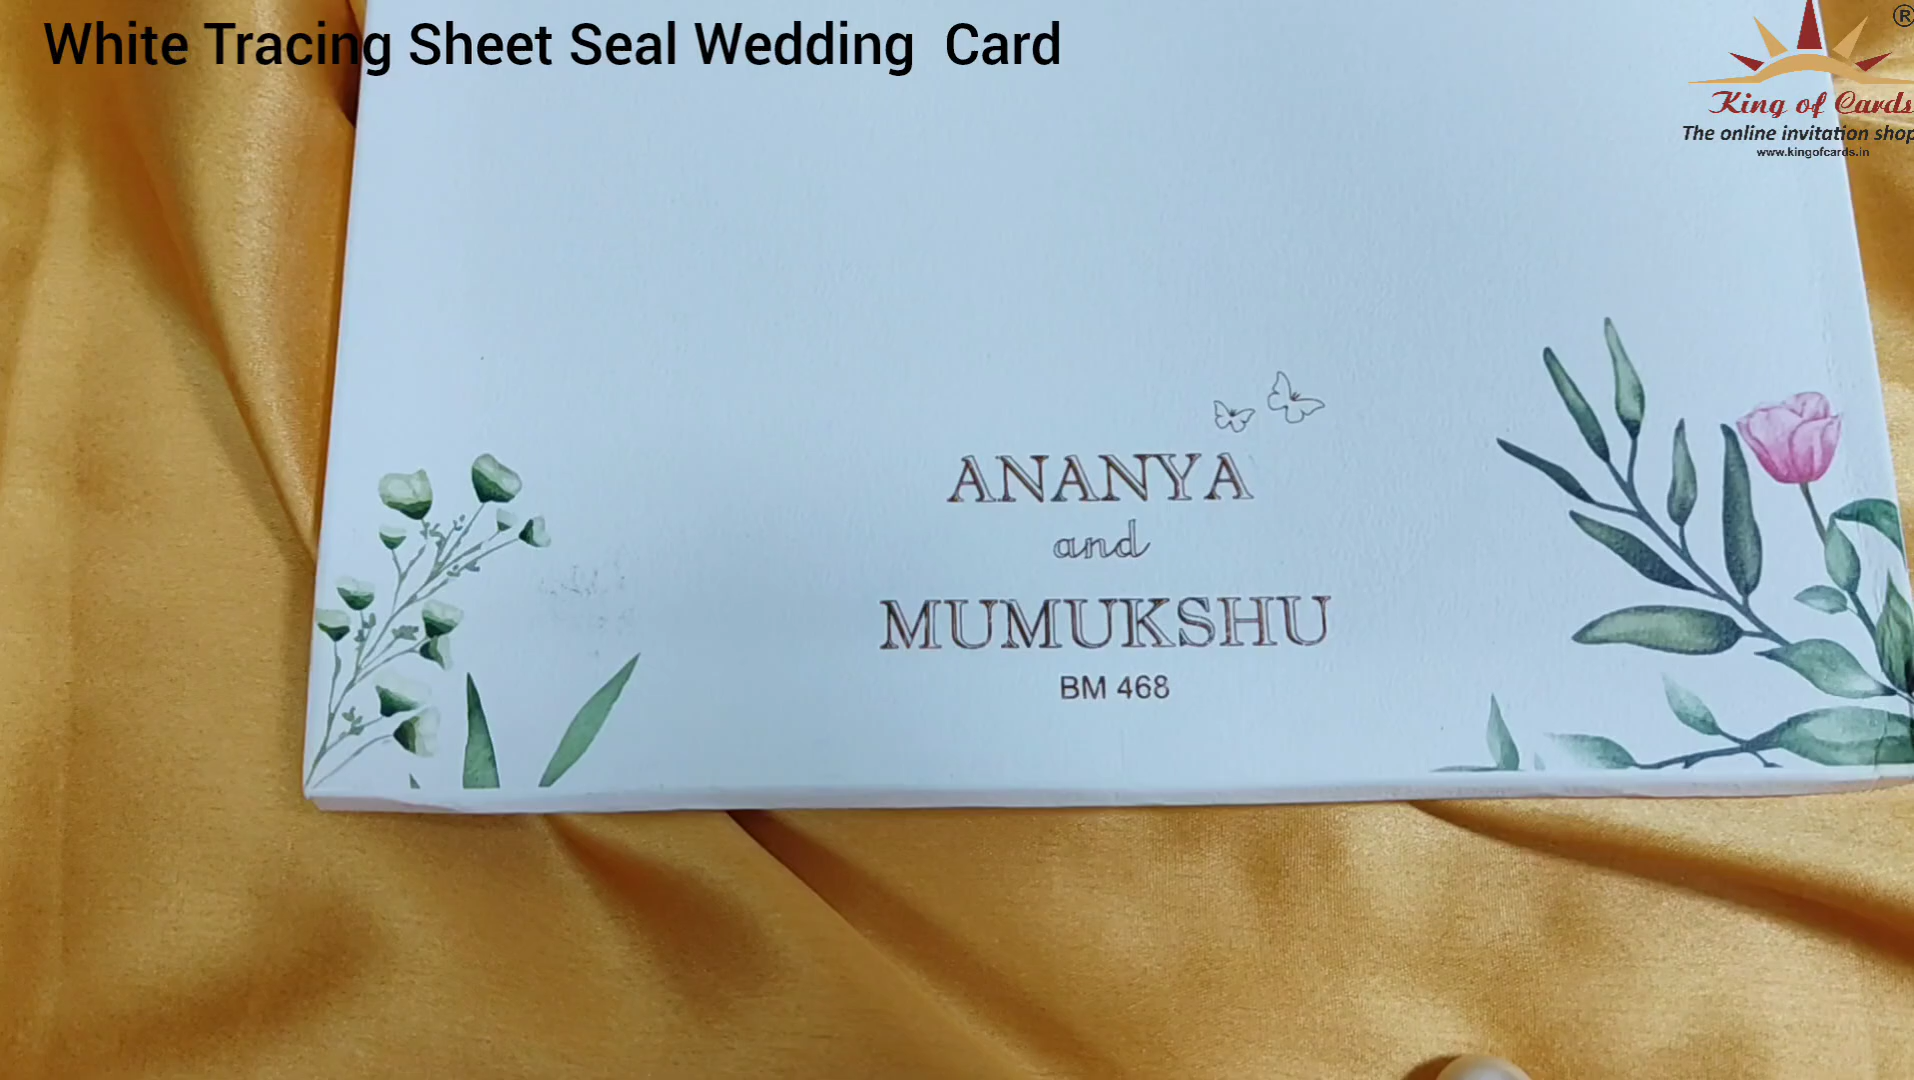 White Tracing Sheet Seal Wedding  Card
®
King of Cards
The online invitation shop
www.kingofcards.in
ANANYA
and
MUMUKSHU
BM 468